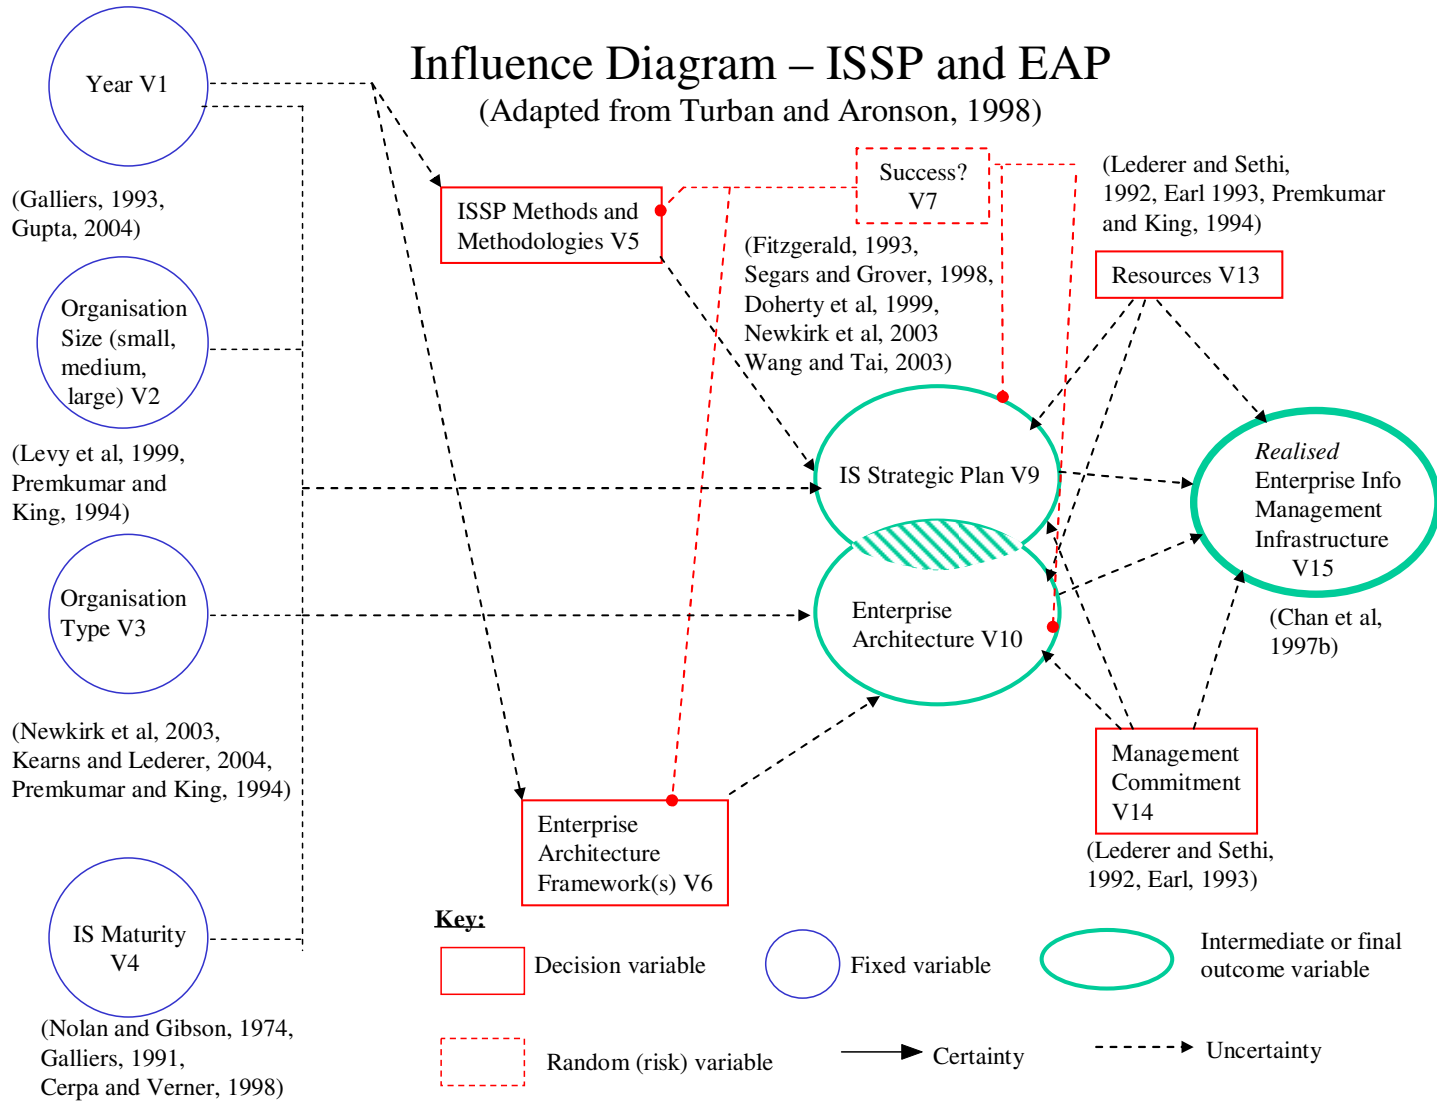 Influence Diagram – ISSP and EAP
(Adapted from Turban and Aronson, 1998)
Year V1
(Galliers, 1993,
Gupta, 2004)
Organisation
Size (small,
medium,
large) V2
(Levy et al, 1999,
Premkumar and
King, 1994)
Organisation
Type V3
(Newkirk et al, 2003,
Kearns and Lederer, 2004,
Premkumar and King, 1994)
IS Maturity
V4
(Nolan and Gibson, 1974,
Galliers, 1991,
Cerpa and Verner, 1998)
ISSP Methods and
Methodologies V5
Success?
V7
(Fitzgerald, 1993,
Segars and Grover, 1998,
Doherty et al, 1999,
Newkirk et al, 2003
Wang and Tai, 2003)
(Lederer and Sethi,
1992, Earl 1993, Premkumar
and King, 1994)
Resources V13
IS Strategic Plan V9
Enterprise
Architecture V10
Realised
Enterprise Info
Management
Infrastructure
V15
(Chan et al,
1997b)
Management
Commitment
V14
(Lederer and Sethi,
1992, Earl, 1993)
Enterprise
Architecture
Framework(s) V6
Key:
Decision variable
Fixed variable
Intermediate or final
outcome variable
Random (risk) variable
Certainty
Uncertainty